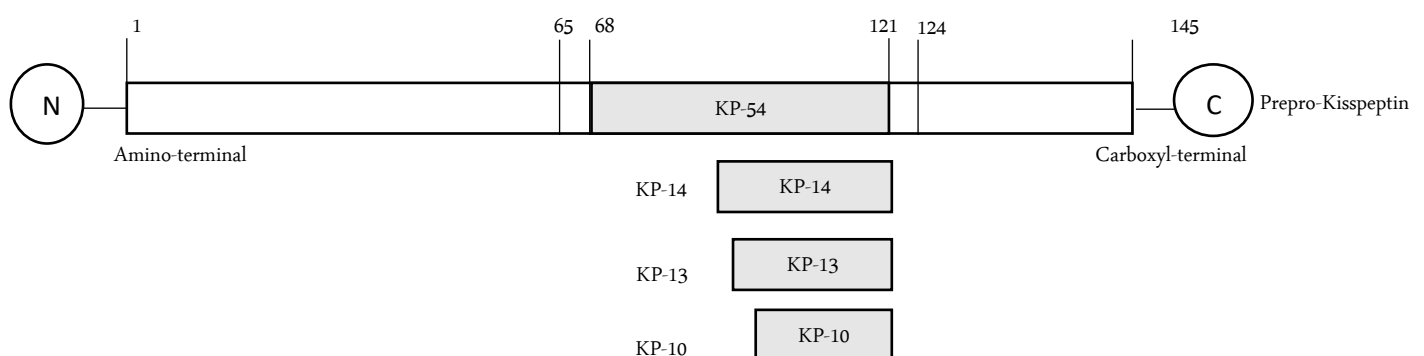 1 65 68 121 124 145
N KP-54 C Prepro-Kisspeptin
Amino-terminal Carboxyl-terminal
KP-14 KP-14
KP-13 KP-13
KP-10 KP-10